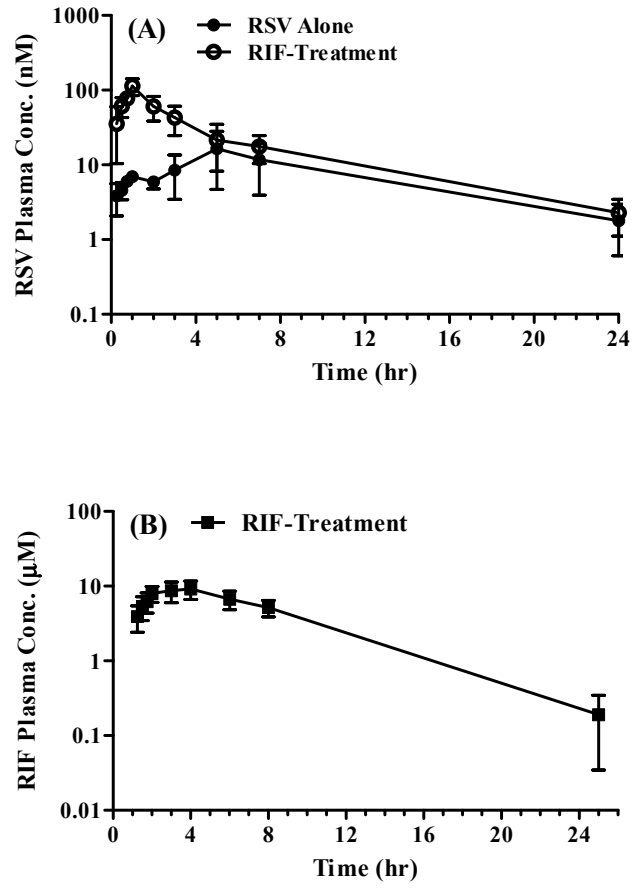 (A)
RSV Alone
RIF-Treatment
RSV Plasma Conc. (nM)
1000
100
10
1
0.1
0 4 8 12 16 20 24
Time (hr)
(B)
RIF-Treatment
RIF Plasma Conc. (µM)
100
10
1
0.1
0.01
0 4 8 12 16 20 24
Time (hr)